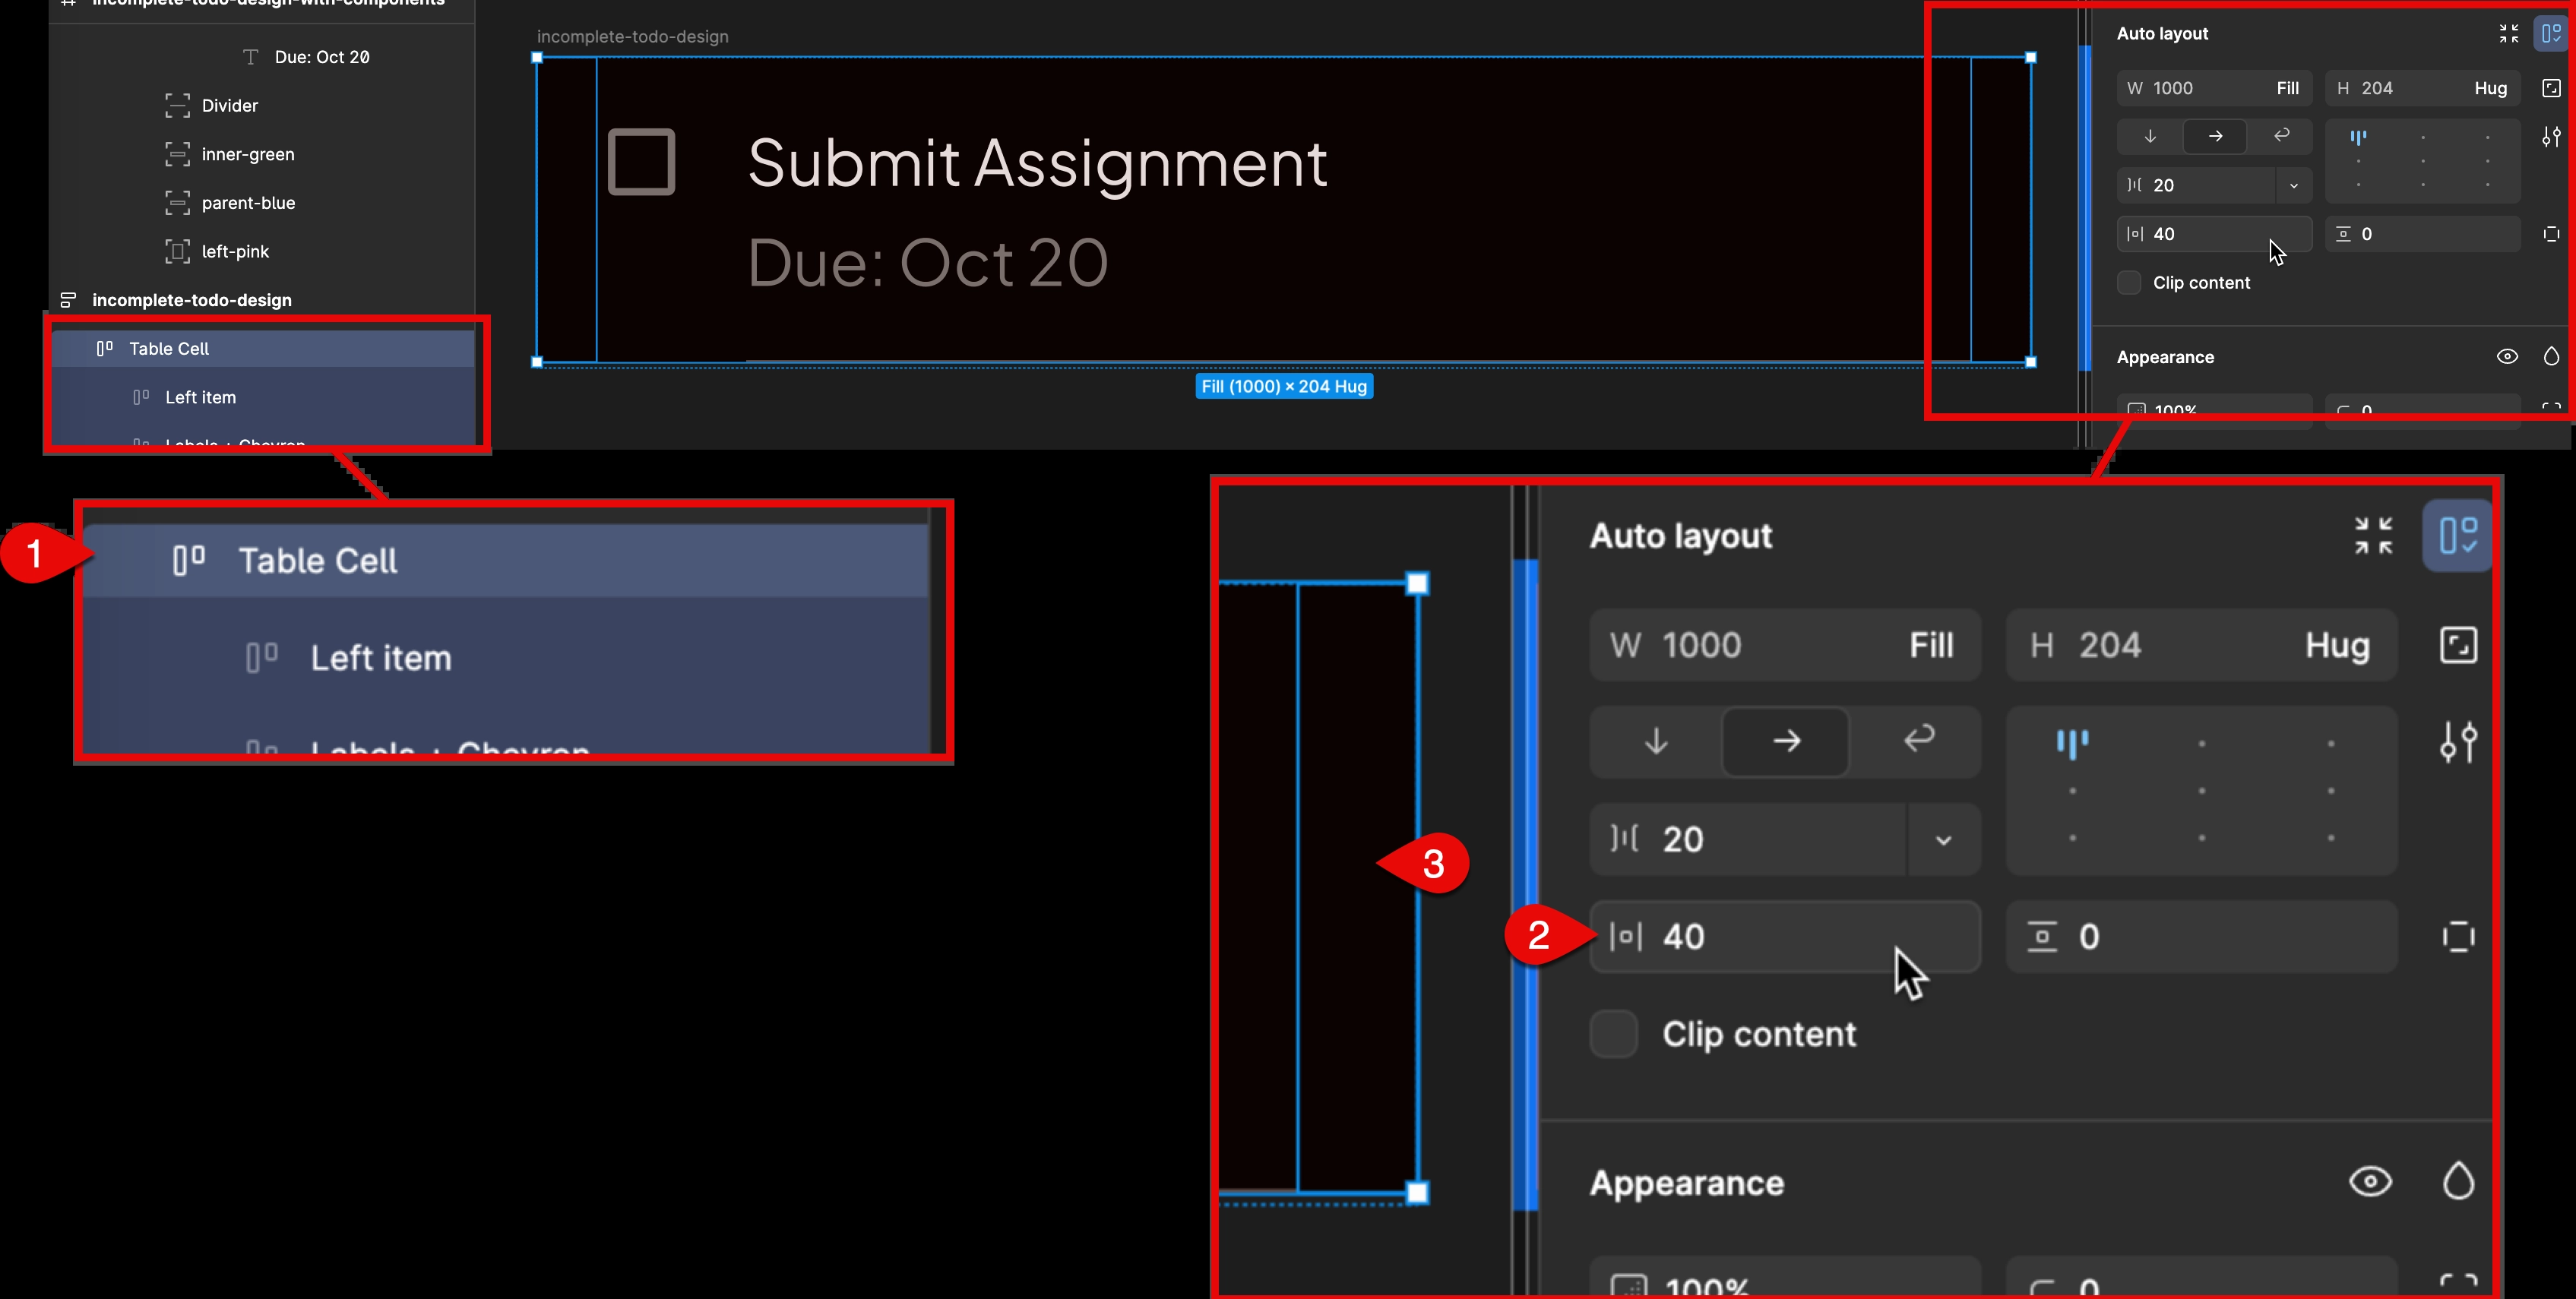 incomplete-todo-design-with-components
Due: Oct 20
Divider
inner-green
parent-blue
left-pink
incomplete-todo-design
Table Cell
Left item
Labels + Chevron
incomplete-todo-design
Submit Assignment
Due: Oct 20
Fill (1000) × 204 Hug
Auto layout
W 1000 Fill H 204 Hug
20
40 0
Clip content
Appearance
100% 0
1
Table Cell
Left item
Labels + Chevron
Auto layout
W 1000 Fill H 204 Hug
20
3
2
40 0
Clip content
Appearance
100% 0